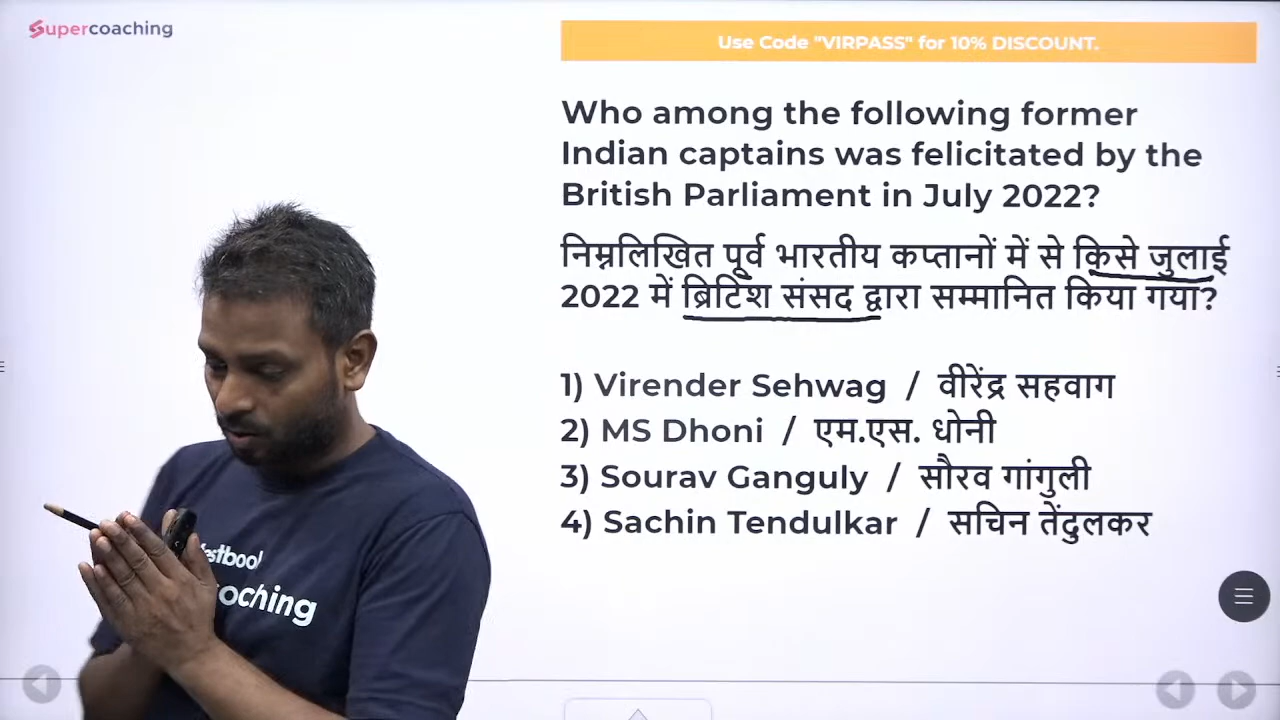 Supercoaching
Use Code "VIRPASS" for 10% DISCOUNT.
Who among the following former
Indian captains was felicitated by the
British Parliament in July 2022?
निम्नलिखित पूर्व भारतीय कप्तानों में से किसे जुलाई
2022 में ब्रिटिश संसद द्वारा सम्मानित किया गया?
1) Virender Sehwag / वीरेंद्र सहवाग
2) MS Dhoni / एम.एस. धोनी
3) Sourav Ganguly / सौरव गांगुली
4) Sachin Tendulkar / सचिन तेंदुलकर
testbook
coching